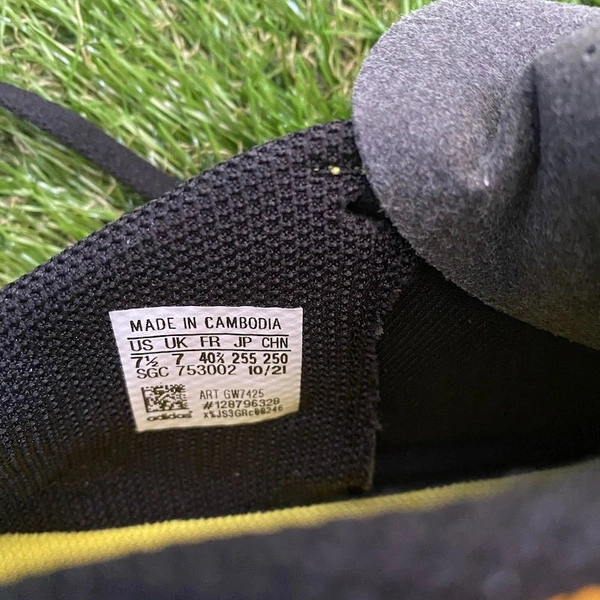 MADE IN CAMBODIA
US UK FR JP CHN
7½ 7 40⅔ 255 250
SGC 753002 10/21
ART GW7425
#128796328
adidas